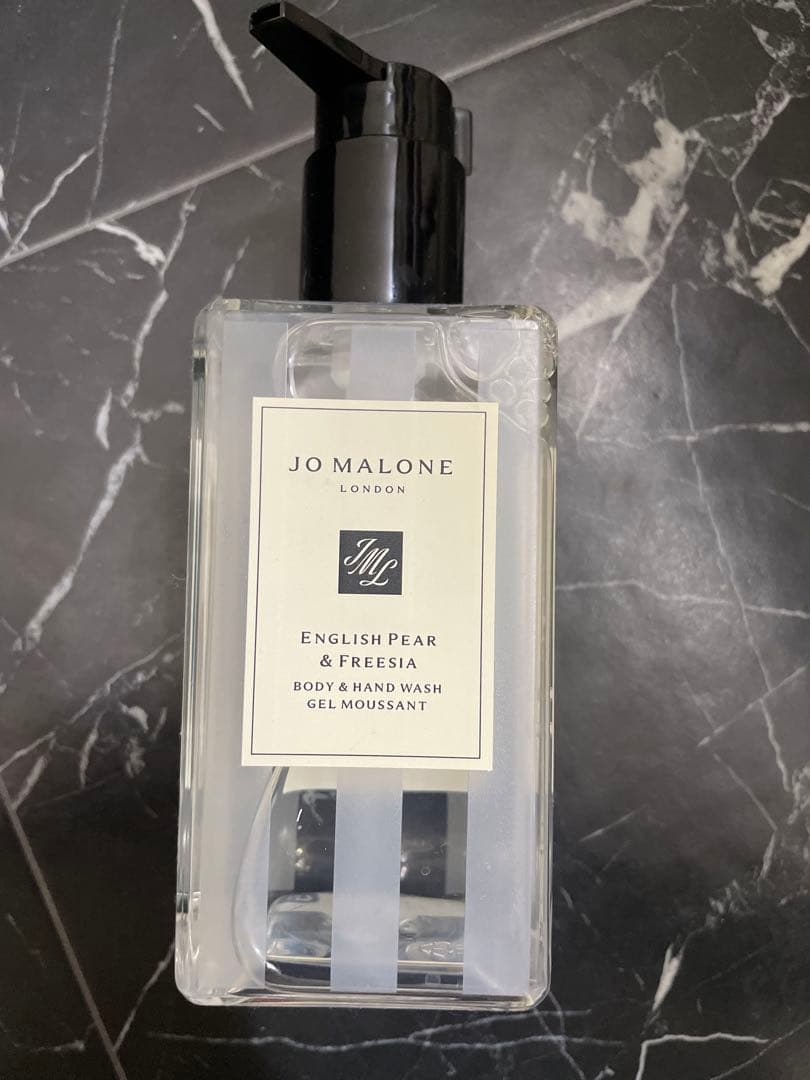 JO MALONE
LONDON
JML
ENGLISH PEAR
& FREESIA
BODY & HAND WASH
GEL MOUSSANT